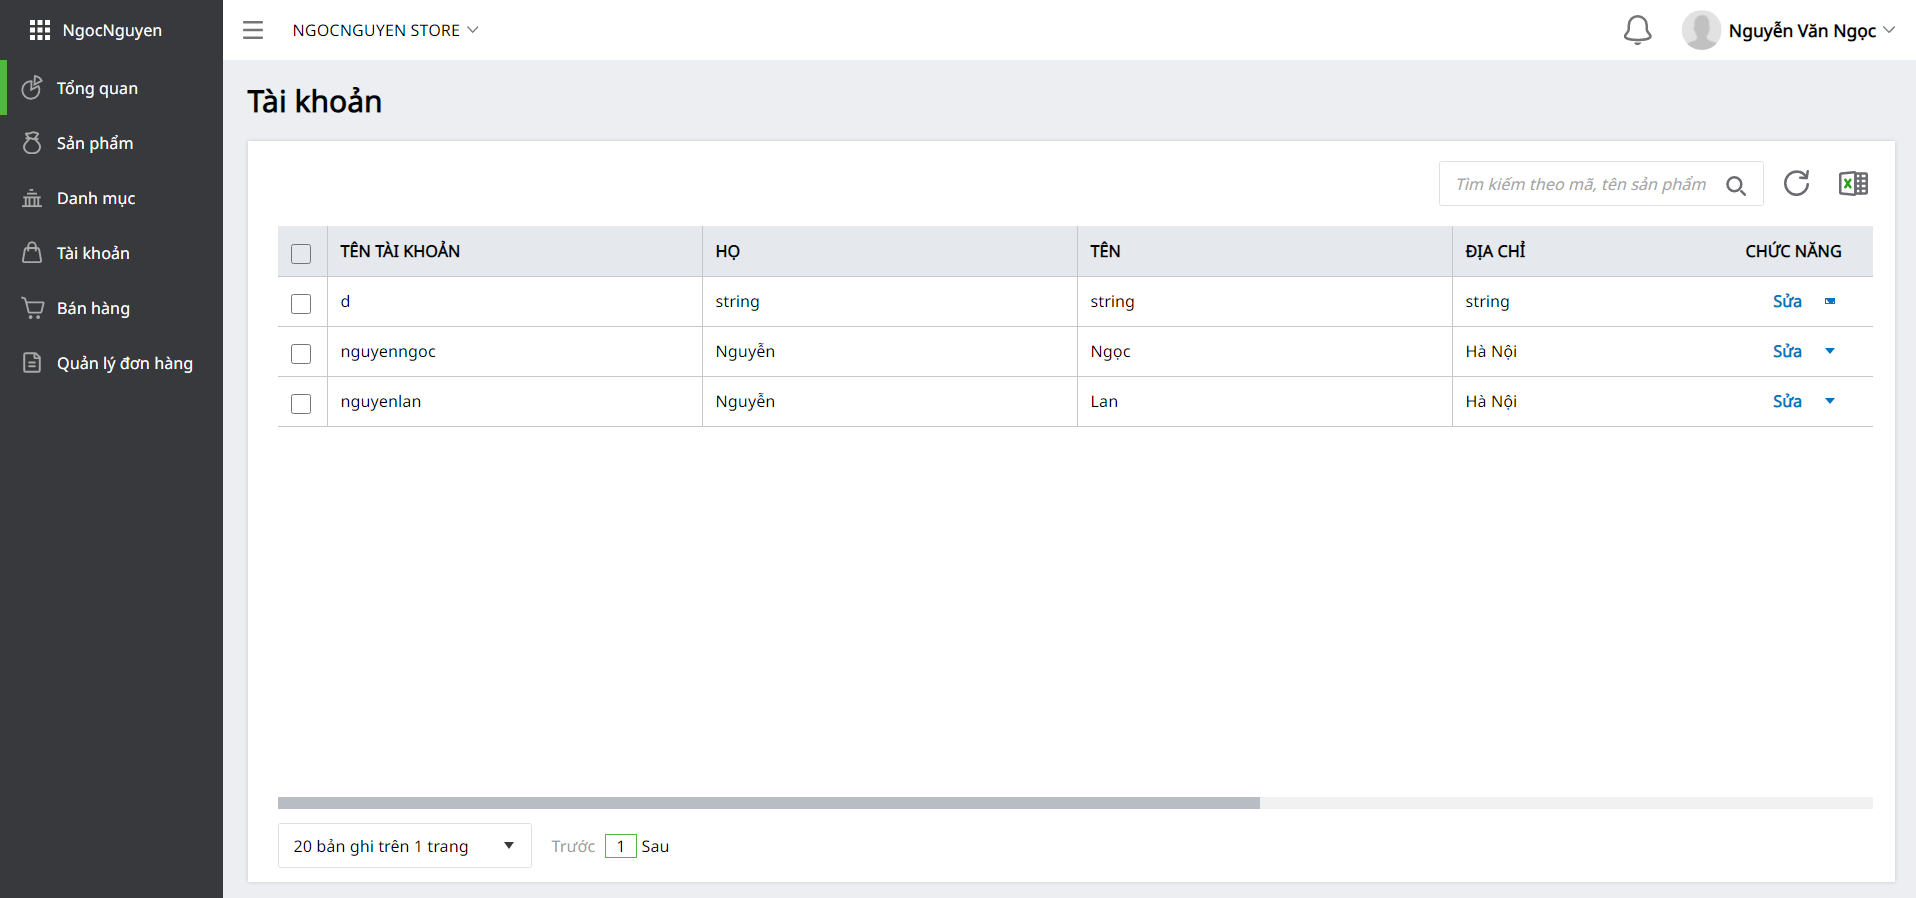 NgocNguyen
NGOCNGUYEN STORE
Nguyễn Văn Ngọc
Tổng quan
Sản phẩm
Danh mục
Tài khoản
Bán hàng
Quản lý đơn hàng
Tài khoản
Tìm kiếm theo mã, tên sản phẩm
TÊN TÀI KHOẢN HỌ TÊN ĐỊA CHỈ CHỨC NĂNG
d string string string Sửa
nguyenngoc Nguyễn Ngọc Hà Nội Sửa
nguyenlan Nguyễn Lan Hà Nội Sửa
20 bản ghi trên 1 trang Trước 1 Sau